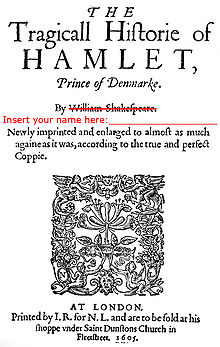 THE
Tragicall Historie of
HAMLET,
Prince of Denmarke.
By William Shakespeare.
Insert your name here:
Newly imprinted and enlarged to almost as much
againe as it was, according to the true and perfect
Coppie.
AT LONDON,
Printed by I. R. for N. L. and are to be sold at his
shoppe vnder Saint Dunstons Church in
Fleetstreet. 1605.